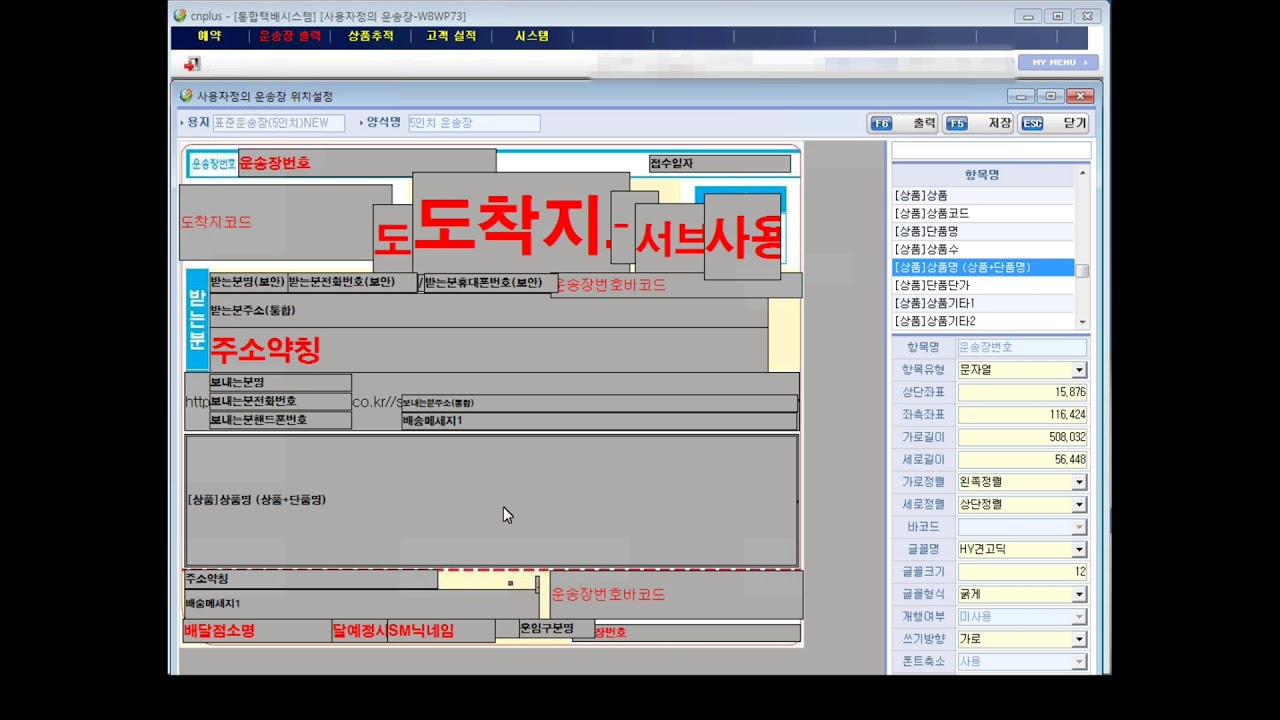 cnplus - [통합택배시스템] [사용자정의 운송장-WBWP73]
예약 운송장 출력 상품추적 고객 실적 시스템
MY MENU
사용자정의 운송장 위치설정
용지 표준운송장(5인치)NEW 양식명 5인치 운송장 F6 출력 F5 저장 ESC 닫기
운송장번호 운송장번호 접수일자
도착지코드 도 도착지 서브 사용
받는분
받는분명(보안) 받는분전화번호(보안) / 받는분휴대폰번호(보안) 운송장번호바코드
받는분주소(통합)
주소약칭
보내는분명
http 보내는분전화번호 co.kr//s 보내는분주소(통합)
보내는분핸드폰번호 배송메세지1
[상품]상품명 (상품+단품명)
주소약칭
배송메세지1 운송장번호바코드
배달점소명 달예정시 SM닉네임 운임구분명 장번호
항목명
[상품]상품
[상품]상품코드
[상품]단품명
[상품]상품수
[상품]상품명 (상품+단품명)
[상품]단품단가
[상품]상품기타1
[상품]상품기타2
항목명 운송장번호
항목유형 문자열
상단좌표 15,876
좌측좌표 116,424
가로길이 508,032
세로길이 56,448
가로정렬 왼쪽정렬
세로정렬 상단정렬
바코드
글꼴명 HY견고딕
글꼴크기 12
글꼴형식 굵게
개행여부 미사용
쓰기방향 가로
폰트축소 사용